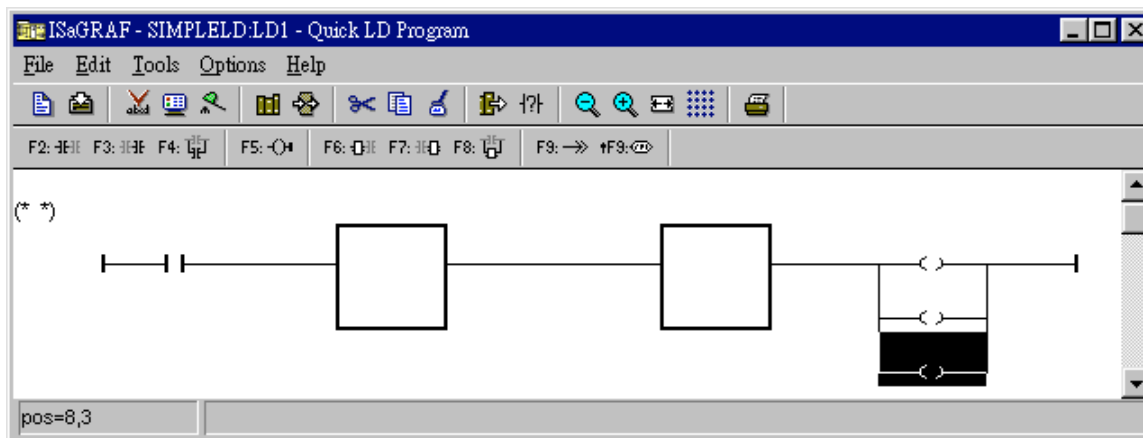 ISaGRAF - SIMPLELD:LD1 - Quick LD Program
File Edit Tools Options Help
F2: F3: F4: F5: F6: F7: F8: F9: F9:
(* *)
pos=8,3